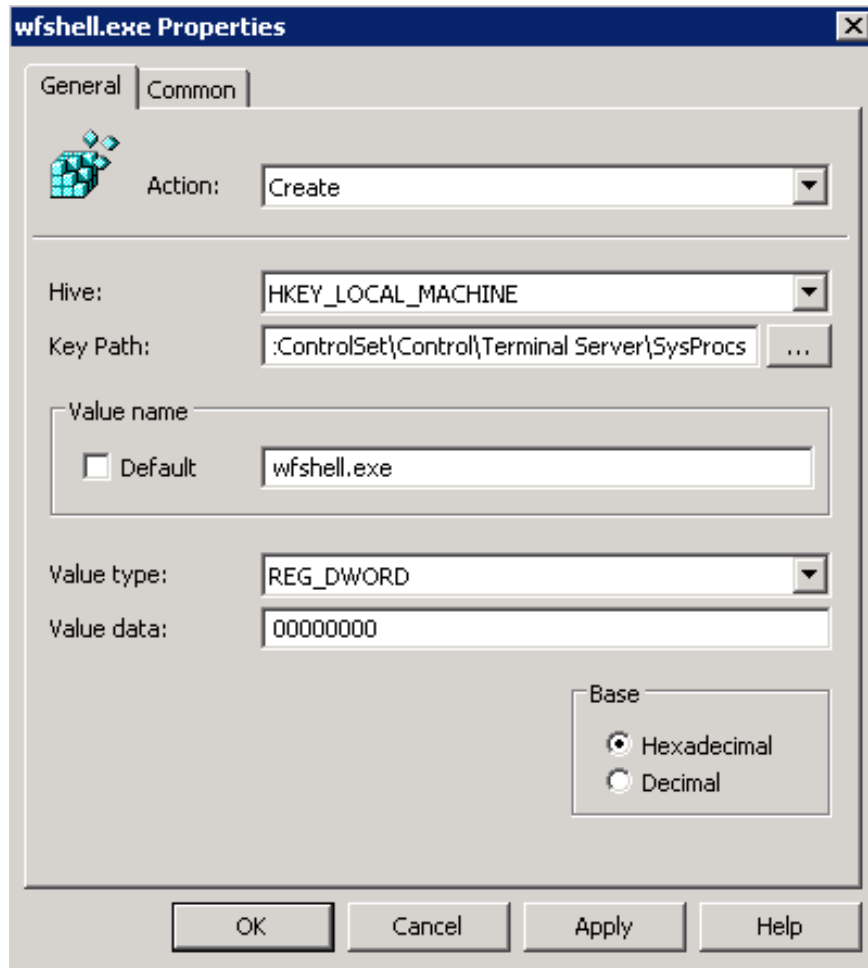 wfshell.exe Properties
General Common
Action: Create
Hive: HKEY_LOCAL_MACHINE
Key Path: :ControlSet\Control\Terminal Server\SysProcs ...
Value name
Default wfshell.exe
Value type: REG_DWORD
Value data: 00000000
Base
Hexadecimal
Decimal
OK Cancel Apply Help